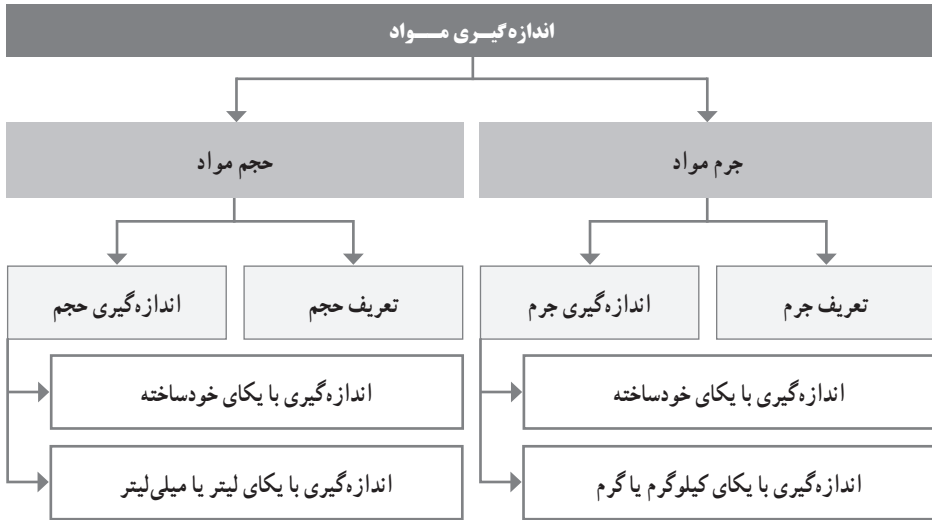 اندازه‌گیــری مـــواد
جرم مواد
حجم مواد
تعریف جرم
اندازه‌گیری جرم
تعریف حجم
اندازه‌گیری حجم
اندازه‌گیری با یکای خودساخته
اندازه‌گیری با یکای خودساخته
اندازه‌گیری با یکای کیلوگرم یا گرم
اندازه‌گیری با یکای لیتر یا میلی‌لیتر